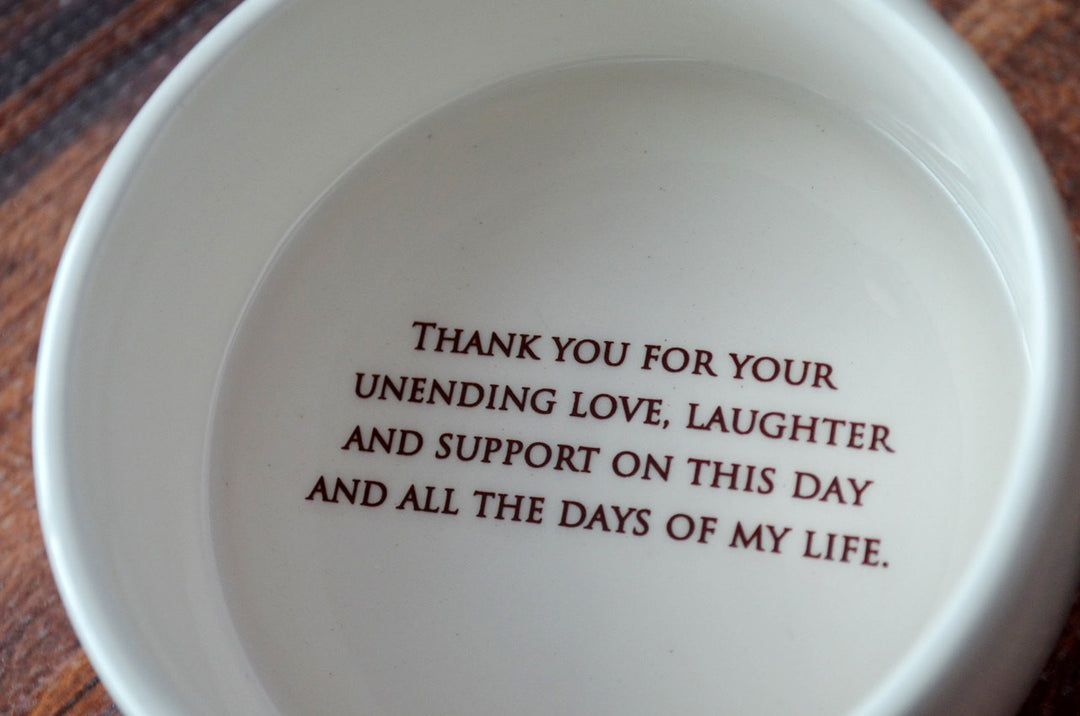 THANK YOU FOR YOUR
UNENDING LOVE, LAUGHTER
AND SUPPORT ON THIS DAY
AND ALL THE DAYS OF MY LIFE.